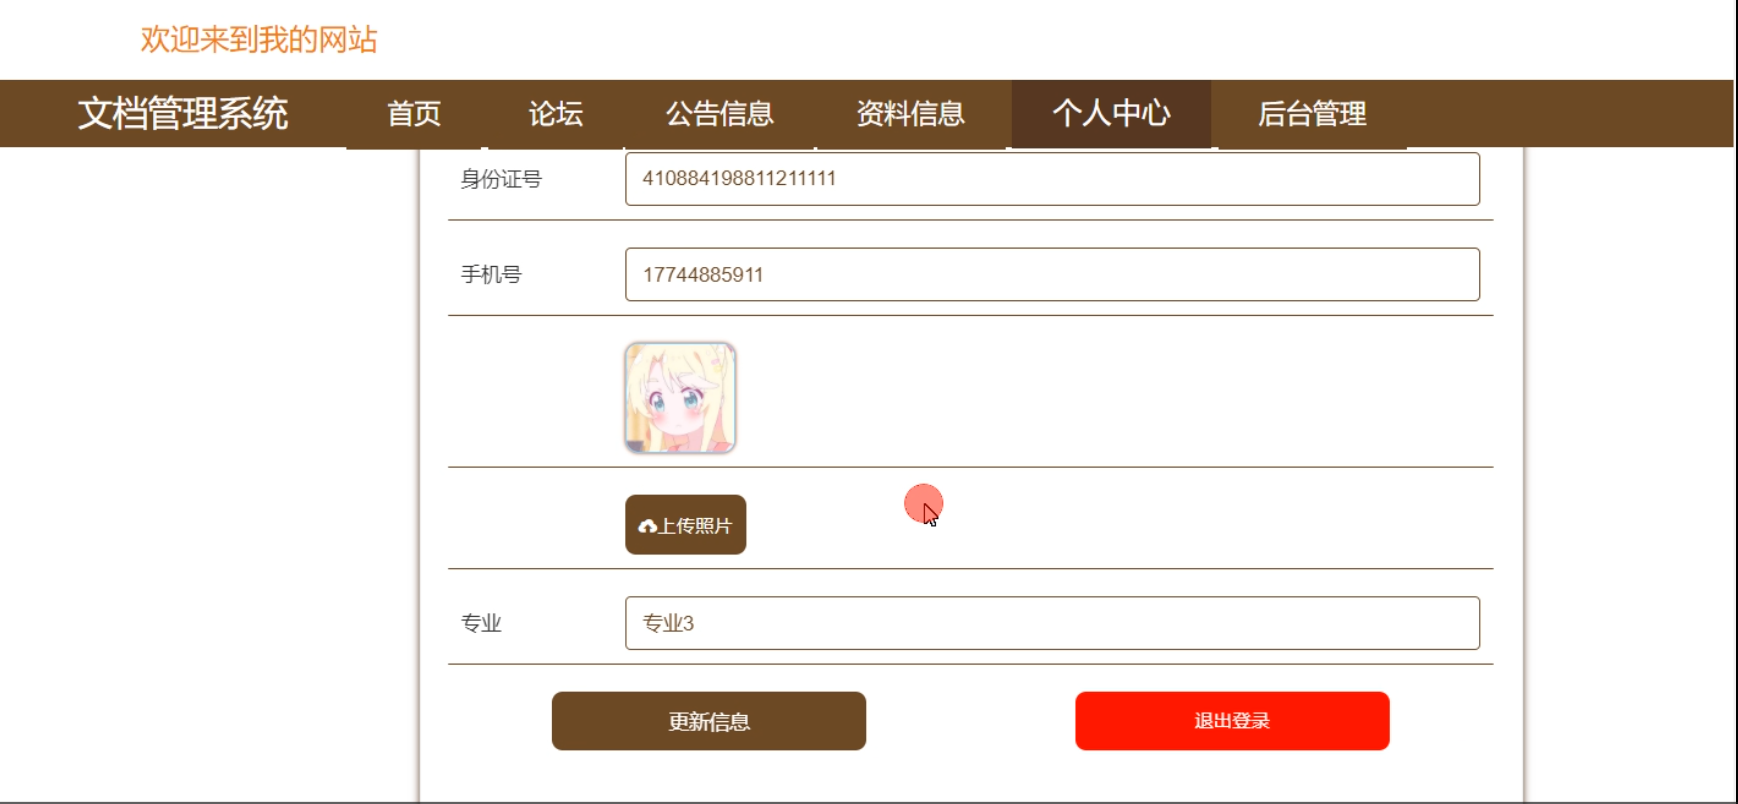 欢迎来到我的网站
文档管理系统 首页 论坛 公告信息 资料信息 个人中心 后台管理
身份证号 410884198811211111
手机号 17744885911
上传照片
专业 专业3
更新信息 退出登录